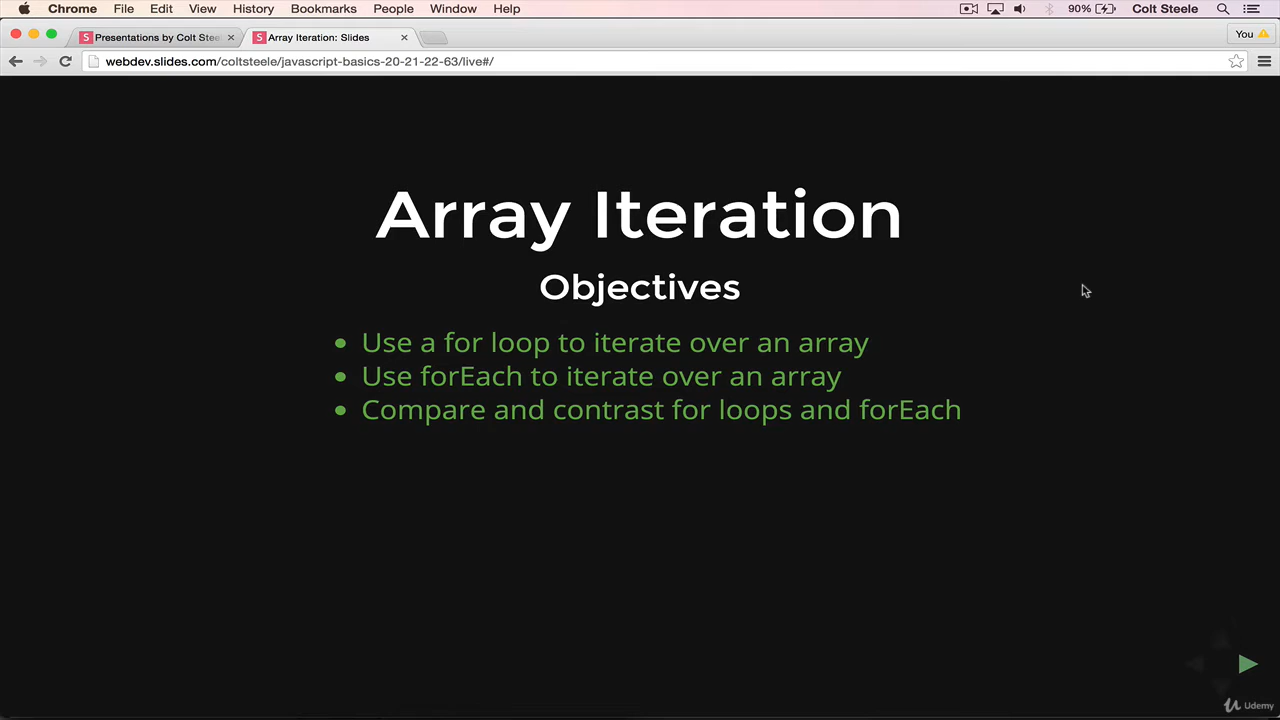 Chrome File Edit View History Bookmarks People Window Help 90% Colt Steele
Presentations by Colt Stee Array Iteration: Slides You
webdev.slides.com/coltsteele/javascript-basics-20-21-22-63/live#/
Array Iteration
Objectives
• Use a for loop to iterate over an array
• Use forEach to iterate over an array
• Compare and contrast for loops and forEach
Udemy